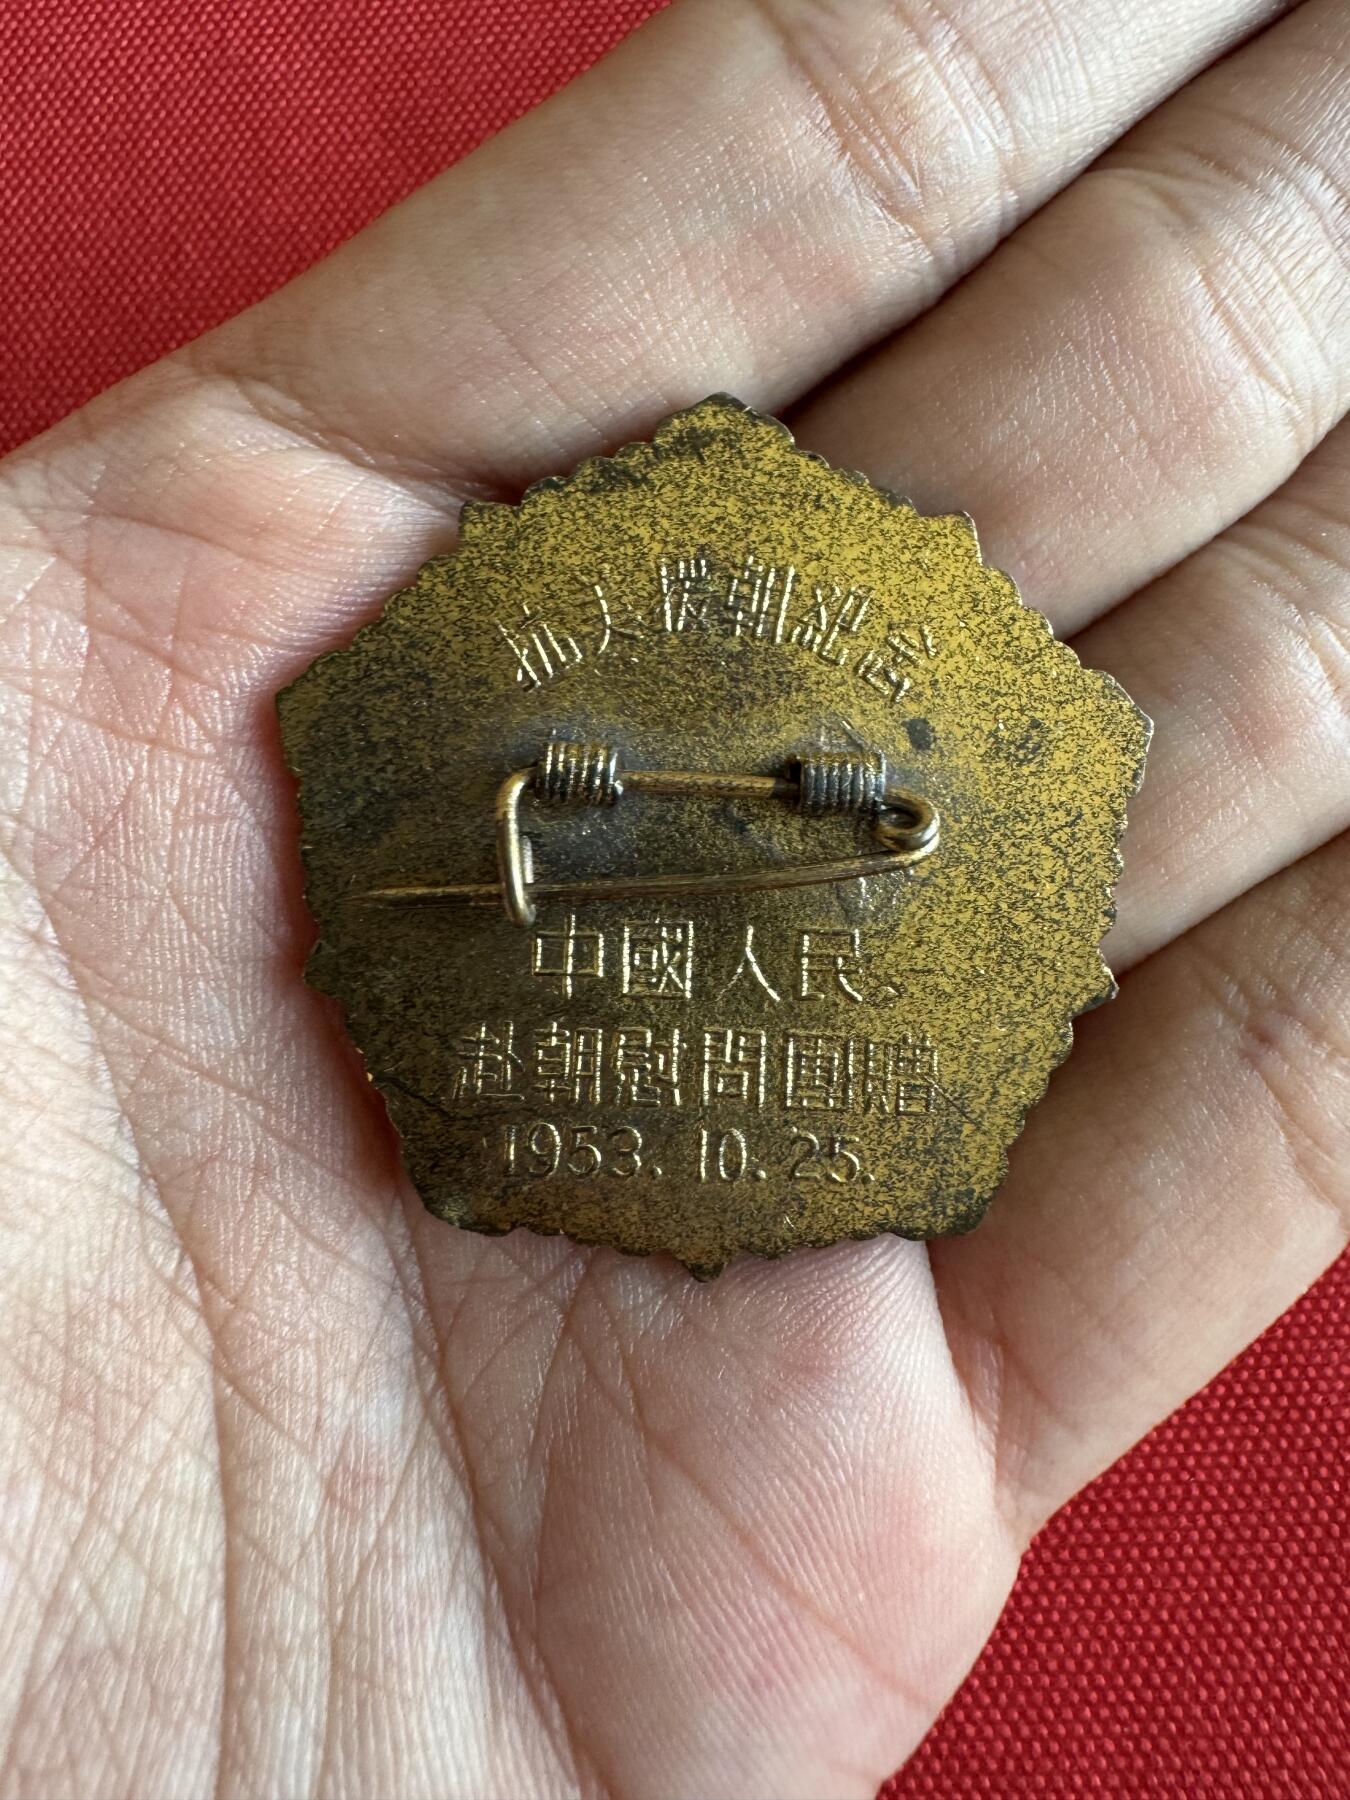 抗美援朝紀念
中國人民
赴朝慰問團贈
1953. 10. 25.